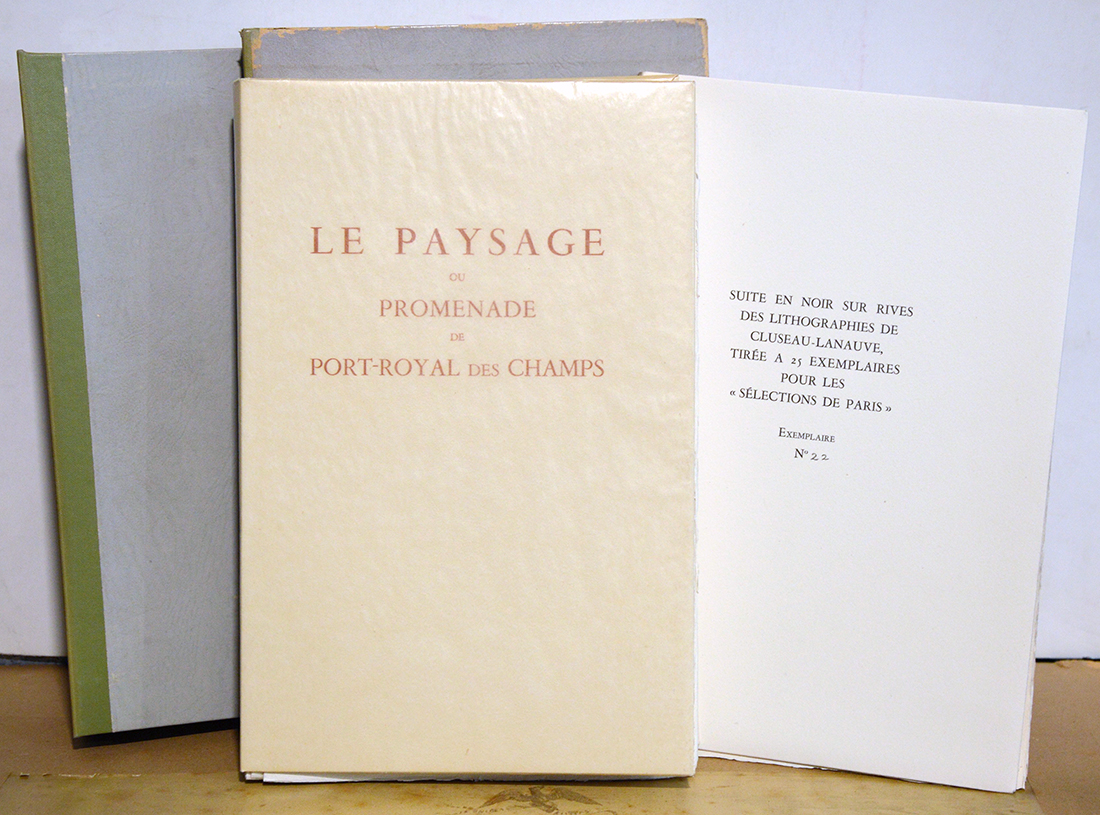 LE PAYSAGE
OU
PROMENADE
DE
PORT-ROYAL DES CHAMPS
SUITE EN NOIR SUR RIVES
DES LITHOGRAPHIES DE
CLUSEAU-LANAUVE,
TIRÉE A 25 EXEMPLAIRES
POUR LES
« SÉLECTIONS DE PARIS »
EXEMPLAIRE
No 22